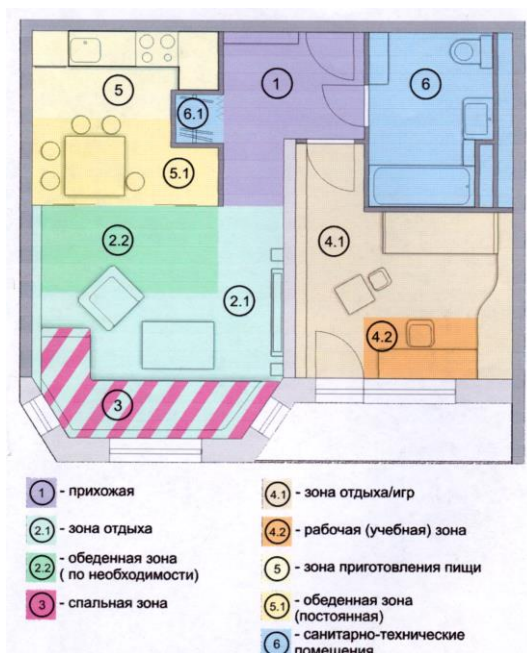 5
1
6
6.1
5.1
2.2
4.1
2.1
4.2
3
1 - прихожая
2.1 - зона отдыха
2.2 - обеденная зона
( по необходимости)
3 - спальная зона
4.1 - зона отдыха/игр
4.2 - рабочая (учебная) зона
5 - зона приготовления пищи
5.1 - обеденная зона
(постоянная)
6 - санитарно-технические
помещения